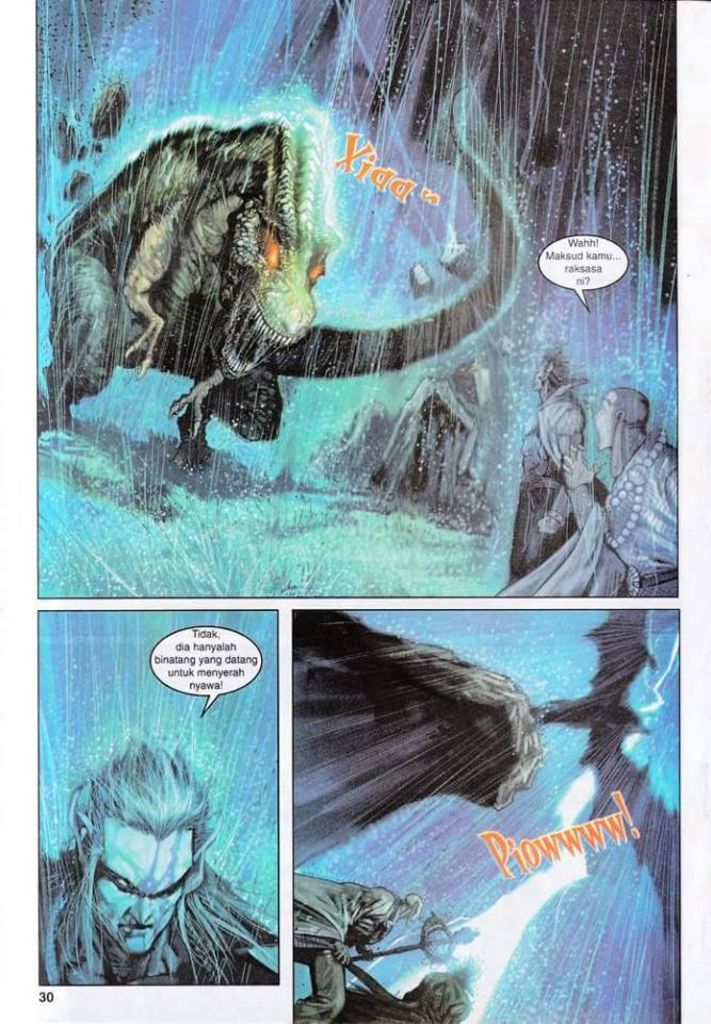 Xiaa~
Wahh!
Maksud kamu...
raksasa
ni?
Tidak,
dia hanyalah
binatang yang datang
untuk menyerah
nyawa!
Piowwww!
30